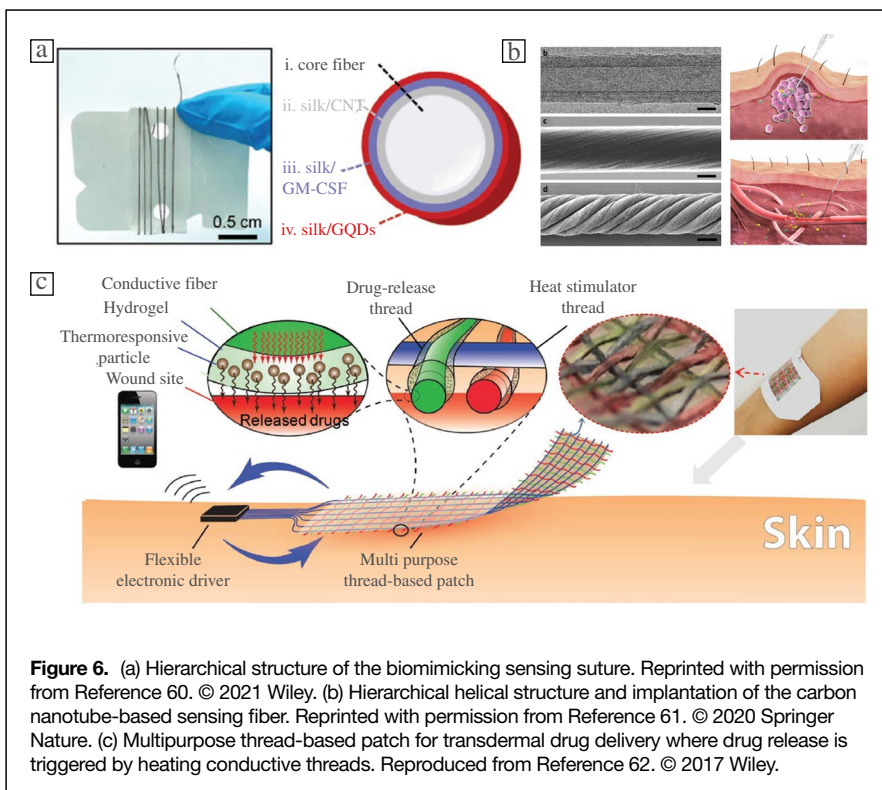 a
i. core fiber
ii. silk/CNT
iii. silk/
GM-CSF
iv. silk/GQDs
0.5 cm
b
b
c
d
c
Conductive fiber
Hydrogel
Thermoresponsive
particle
Wound site
Released drugs
Drug-release
thread
Heat stimulator
thread
Flexible
electronic driver
Multi purpose
thread-based patch
Skin
Figure 6. (a) Hierarchical structure of the biomimicking sensing suture. Reprinted with permission
from Reference 60. © 2021 Wiley. (b) Hierarchical helical structure and implantation of the carbon
nanotube-based sensing fiber. Reprinted with permission from Reference 61. © 2020 Springer
Nature. (c) Multipurpose thread-based patch for transdermal drug delivery where drug release is
triggered by heating conductive threads. Reproduced from Reference 62. © 2017 Wiley.